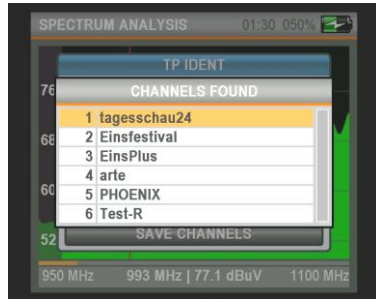 SPECTRUM ANALYSIS 01:30 050%
TP IDENT
76
CHANNELS FOUND
1 tagesschau24
2 Einsfestival
68
3 EinsPlus
4 arte
60
5 PHOENIX
6 Test-R
52
SAVE CHANNELS
950 MHz 993 MHz | 77.1 dBuV 1100 MHz